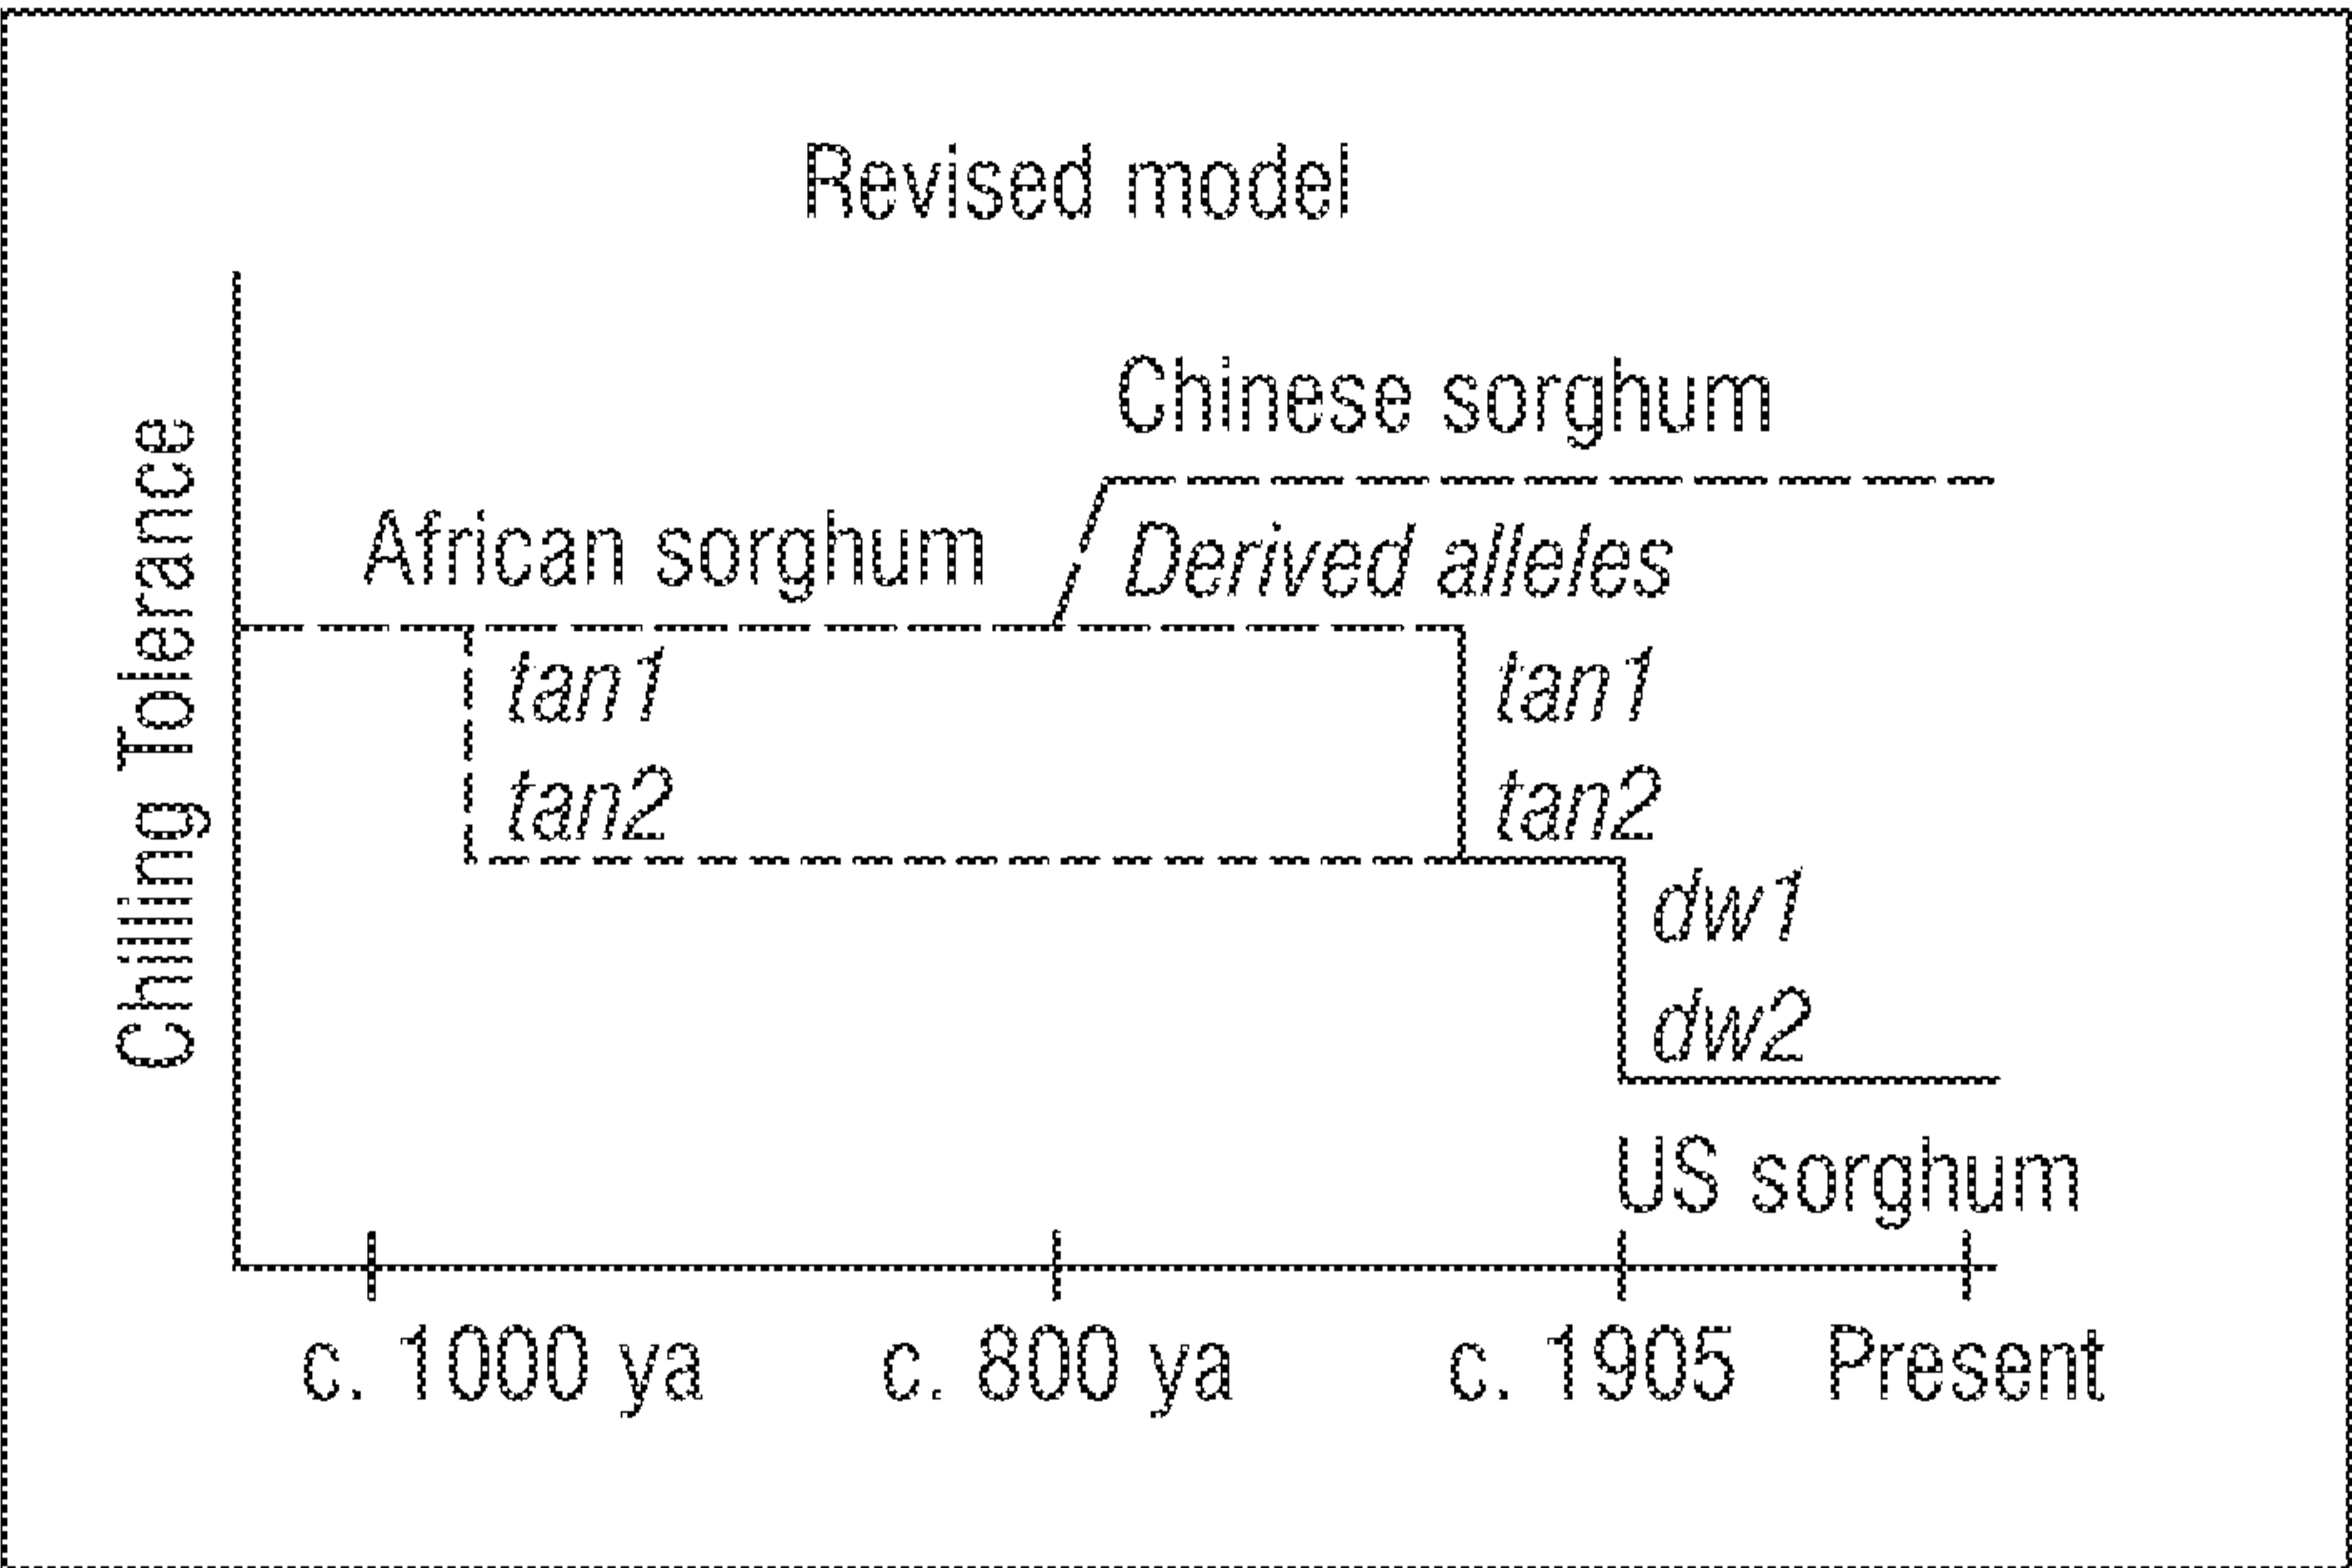 Revised model
Chilling Tolerance
Chinese sorghum
African sorghum
Derived alleles
tan1
tan2
tan1
tan2
dw1
dw2
US sorghum
c. 1000 ya
c. 800 ya
c. 1905
Present